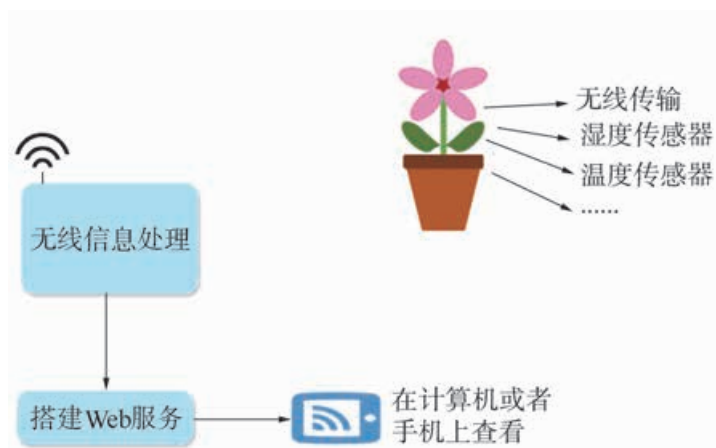 无线传输
湿度传感器
温度传感器
......
无线信息处理
搭建Web服务
在计算机或者
手机上查看